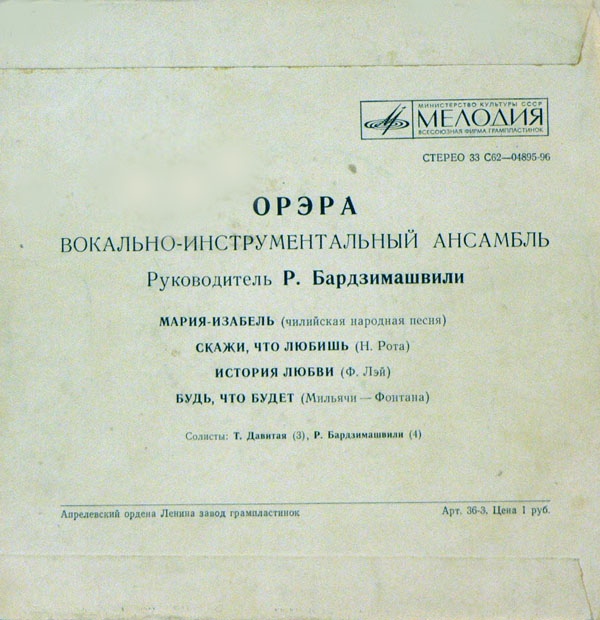 МИНИСТЕРСТВО КУЛЬТУРЫ СССР
МЕЛОДИЯ
ВСЕСОЮЗНАЯ ФИРМА ГРАМПЛАСТИНОК
СТЕРЕО 33 С62—04895-96
ОРЭРА
ВОКАЛЬНО-ИНСТРУМЕНТАЛЬНЫЙ АНСАМБЛЬ
Руководитель Р. Бардзимашвили
МАРИЯ-ИЗАБЕЛЬ (чилийская народная песня)
СКАЖИ, ЧТО ЛЮБИШЬ (Н. Рота)
ИСТОРИЯ ЛЮБВИ (Ф. Лэй)
БУДЬ, ЧТО БУДЕТ (Мильячи — Фонтана)
Солисты: Т. Давитая (3), Р. Бардзимашвили (4)
Апрелевский ордена Ленина завод грампластинок
Арт. 36-3. Цена 1 руб.